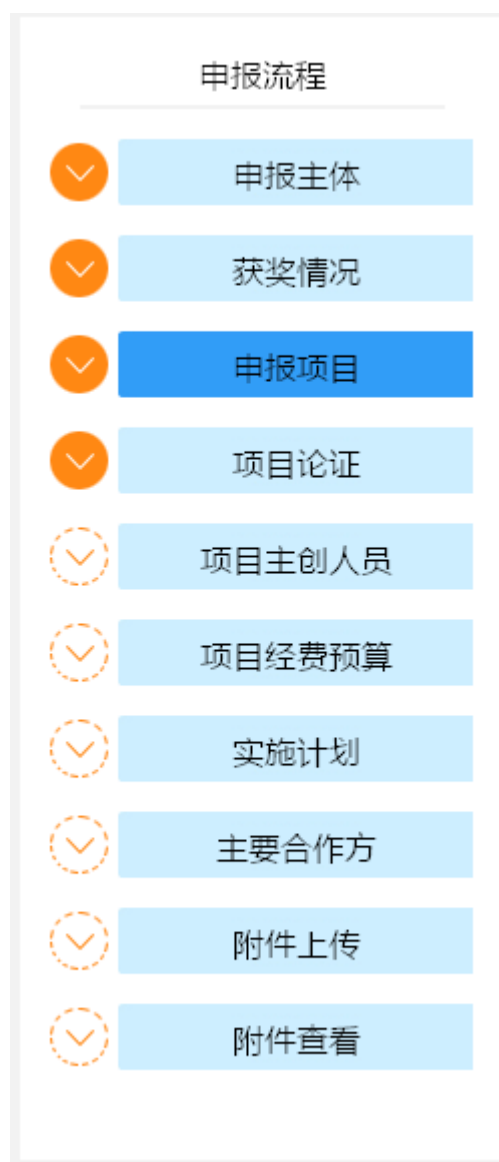 申报流程
申报主体
获奖情况
申报项目
项目论证
项目主创人员
项目经费预算
实施计划
主要合作方
附件上传
附件查看